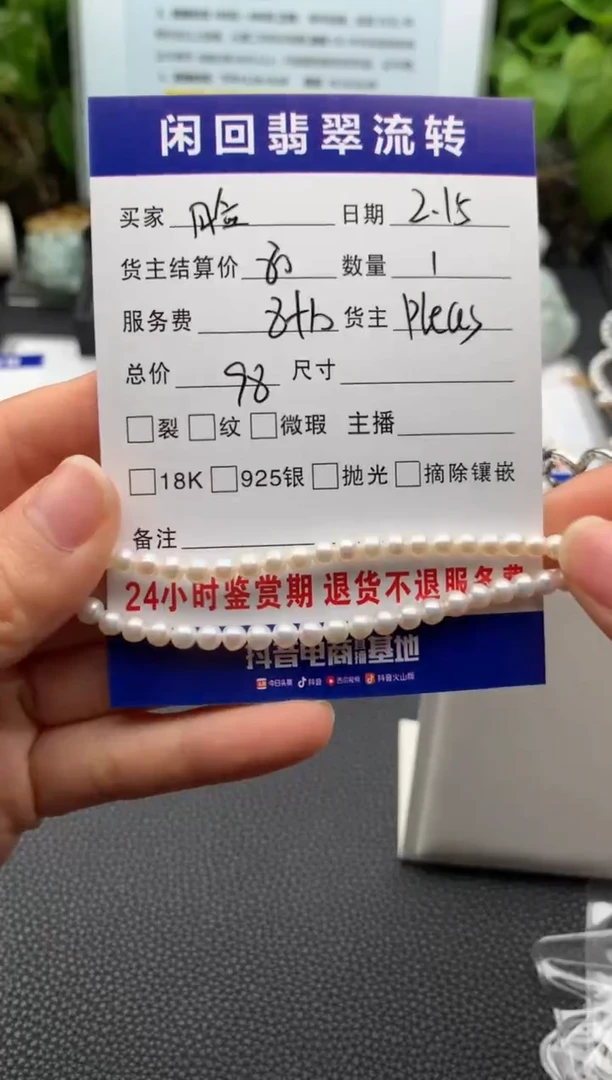 闲回翡翠流转
买家 日期 2.15
货主结算价 数量 1
服务费 货主 Pleas
总价 98 尺寸
裂 纹 微瑕 主播
18K 925银 抛光 摘除镶嵌
备注
24小时鉴赏期 退货不退服务费
抖音电商 基地
今日头条 抖音 西瓜视频 抖音火山版